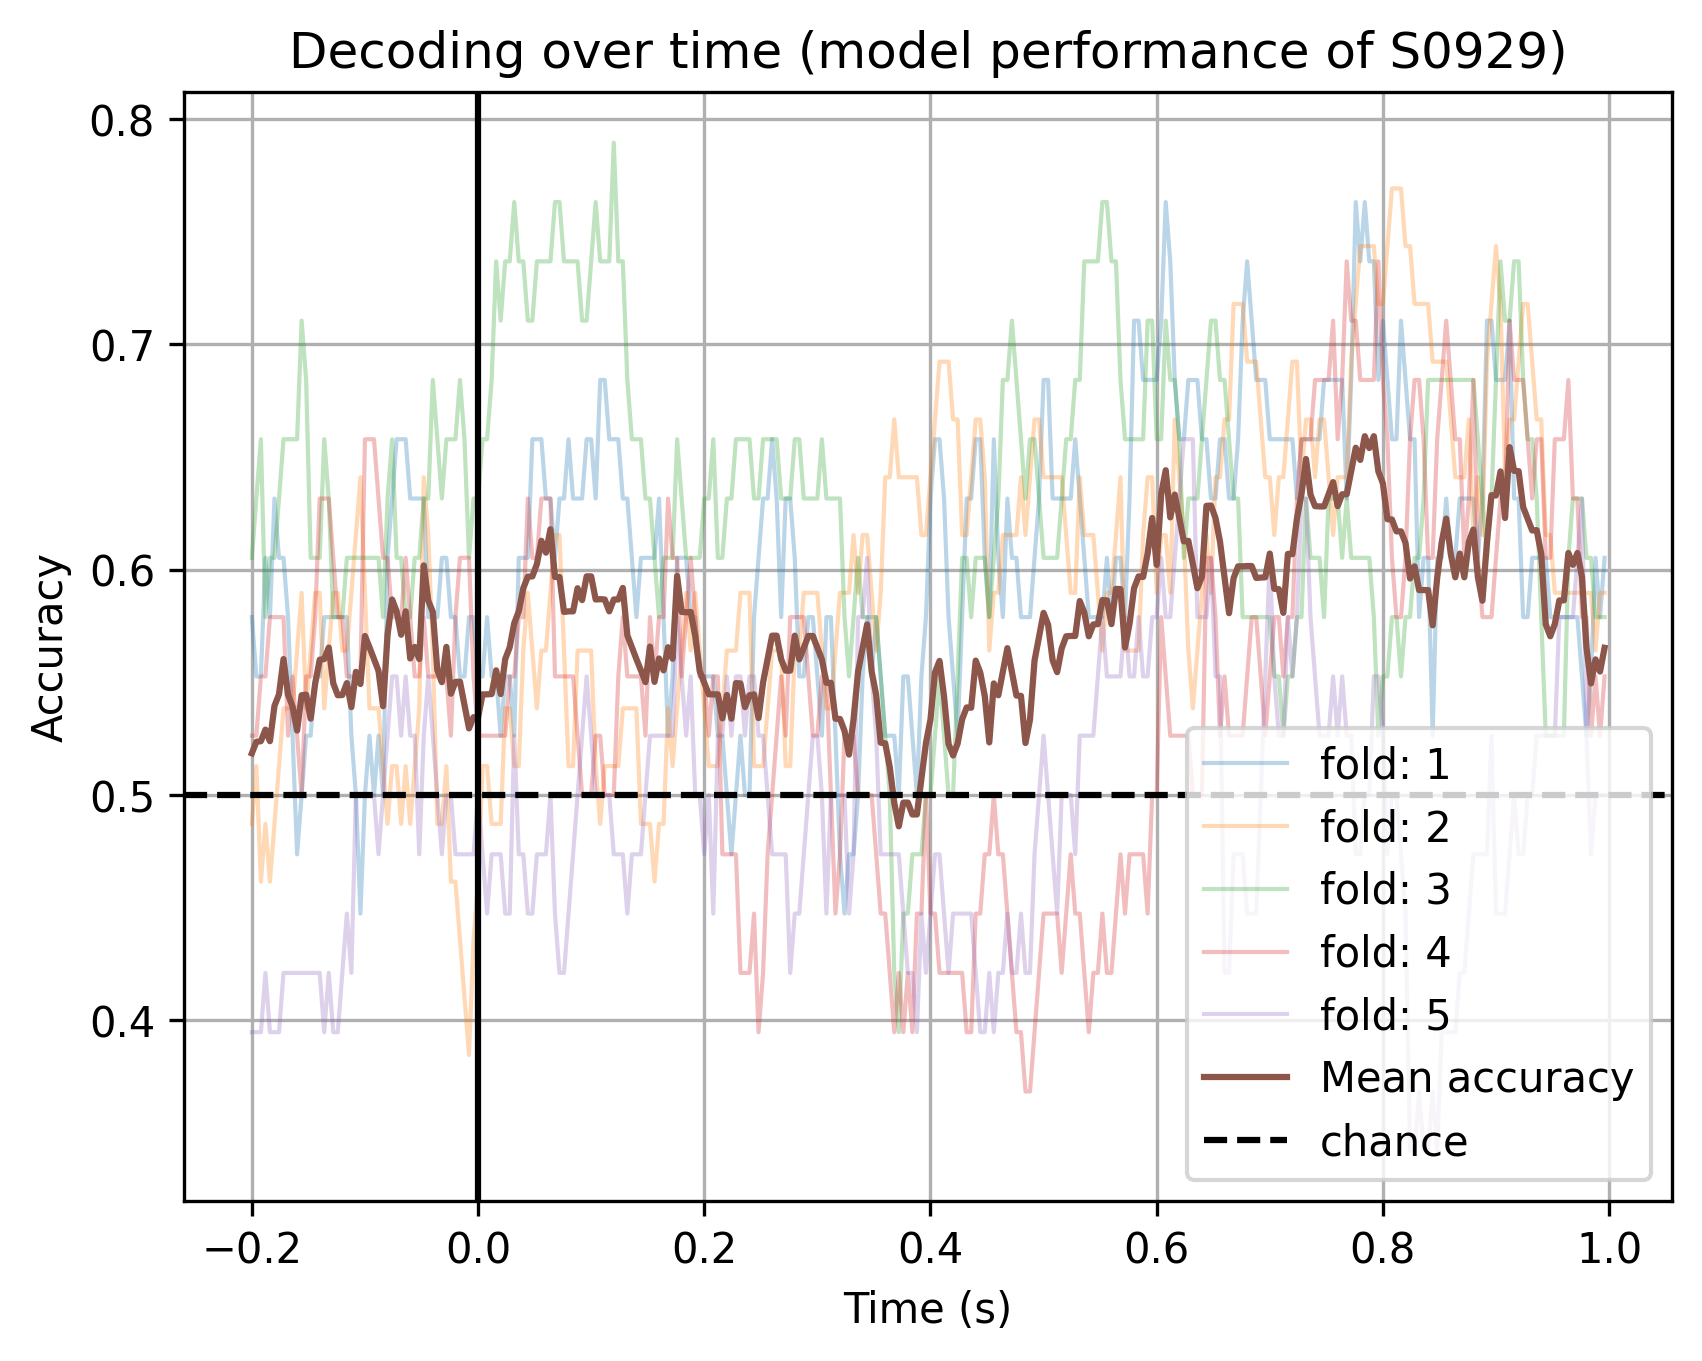 Decoding over time (model performance of S0929)
Accuracy
0.8
0.7
0.6
0.5
0.4
fold: 1
fold: 2
fold: 3
fold: 4
fold: 5
Mean accuracy
chance
−0.2 0.0 0.2 0.4 0.6 0.8 1.0
Time (s)